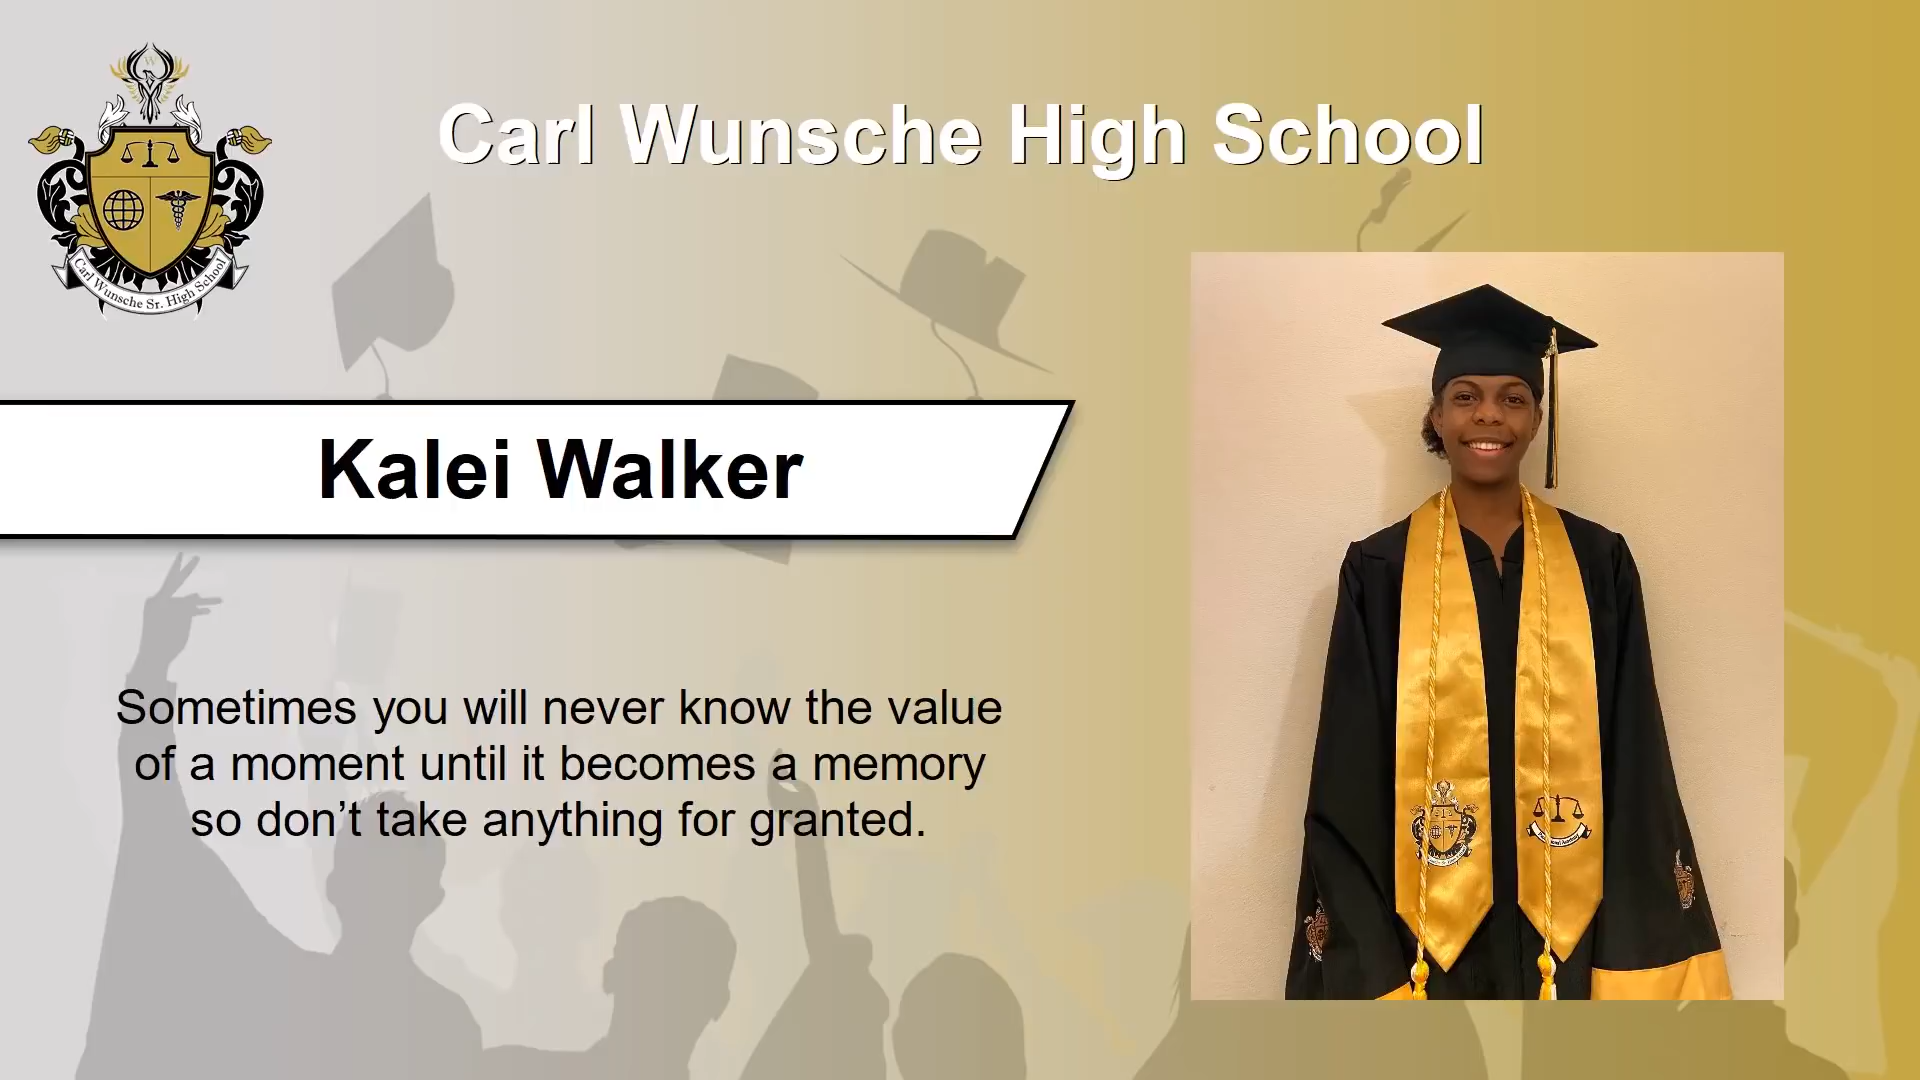 W
Carl Wunsche Sr. High School
Carl Wunsche High School
Kalei Walker
Sometimes you will never know the value
of a moment until it becomes a memory
so don’t take anything for granted.